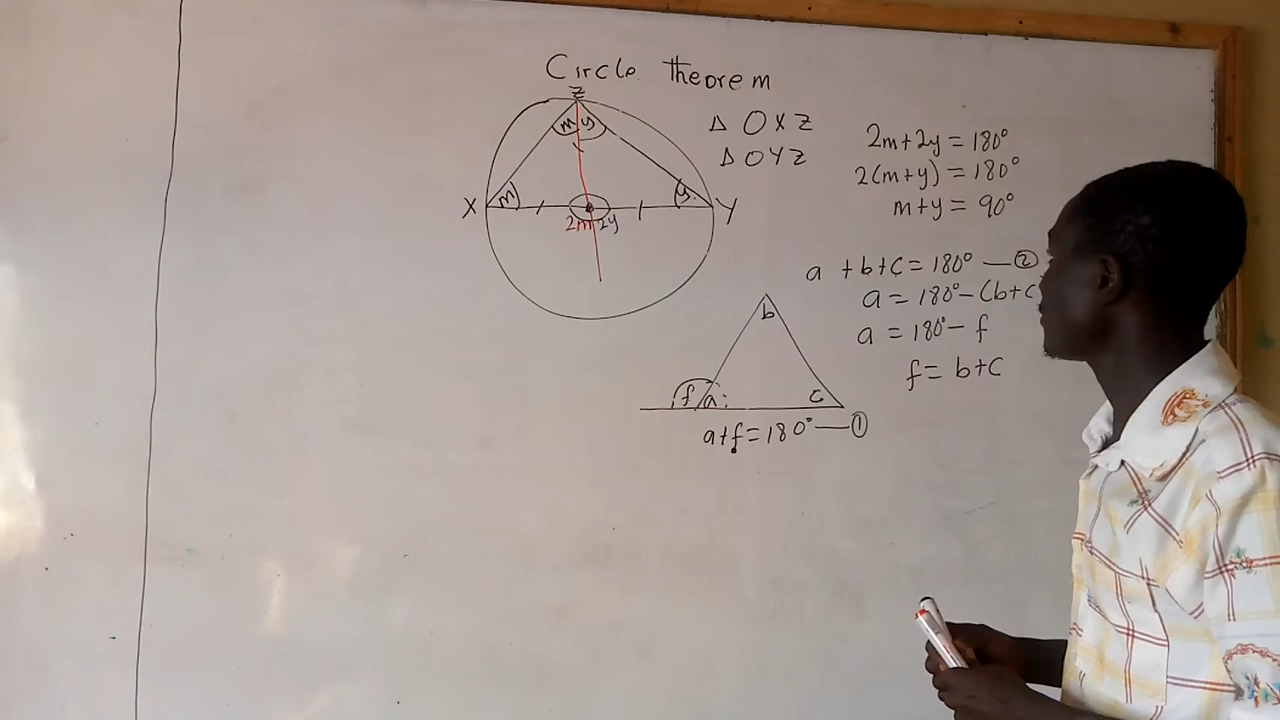 Circle Theorem
Z
m y
X m y Y
2m 2y
Δ OXZ
Δ OYZ
2m+2y = 180°
2(m+y) = 180°
m+y = 90°
a + b + c = 180° — ②
a = 180° - (b+c
a = 180° - f
f = b+c
b
f a c
a+f = 180° — ①